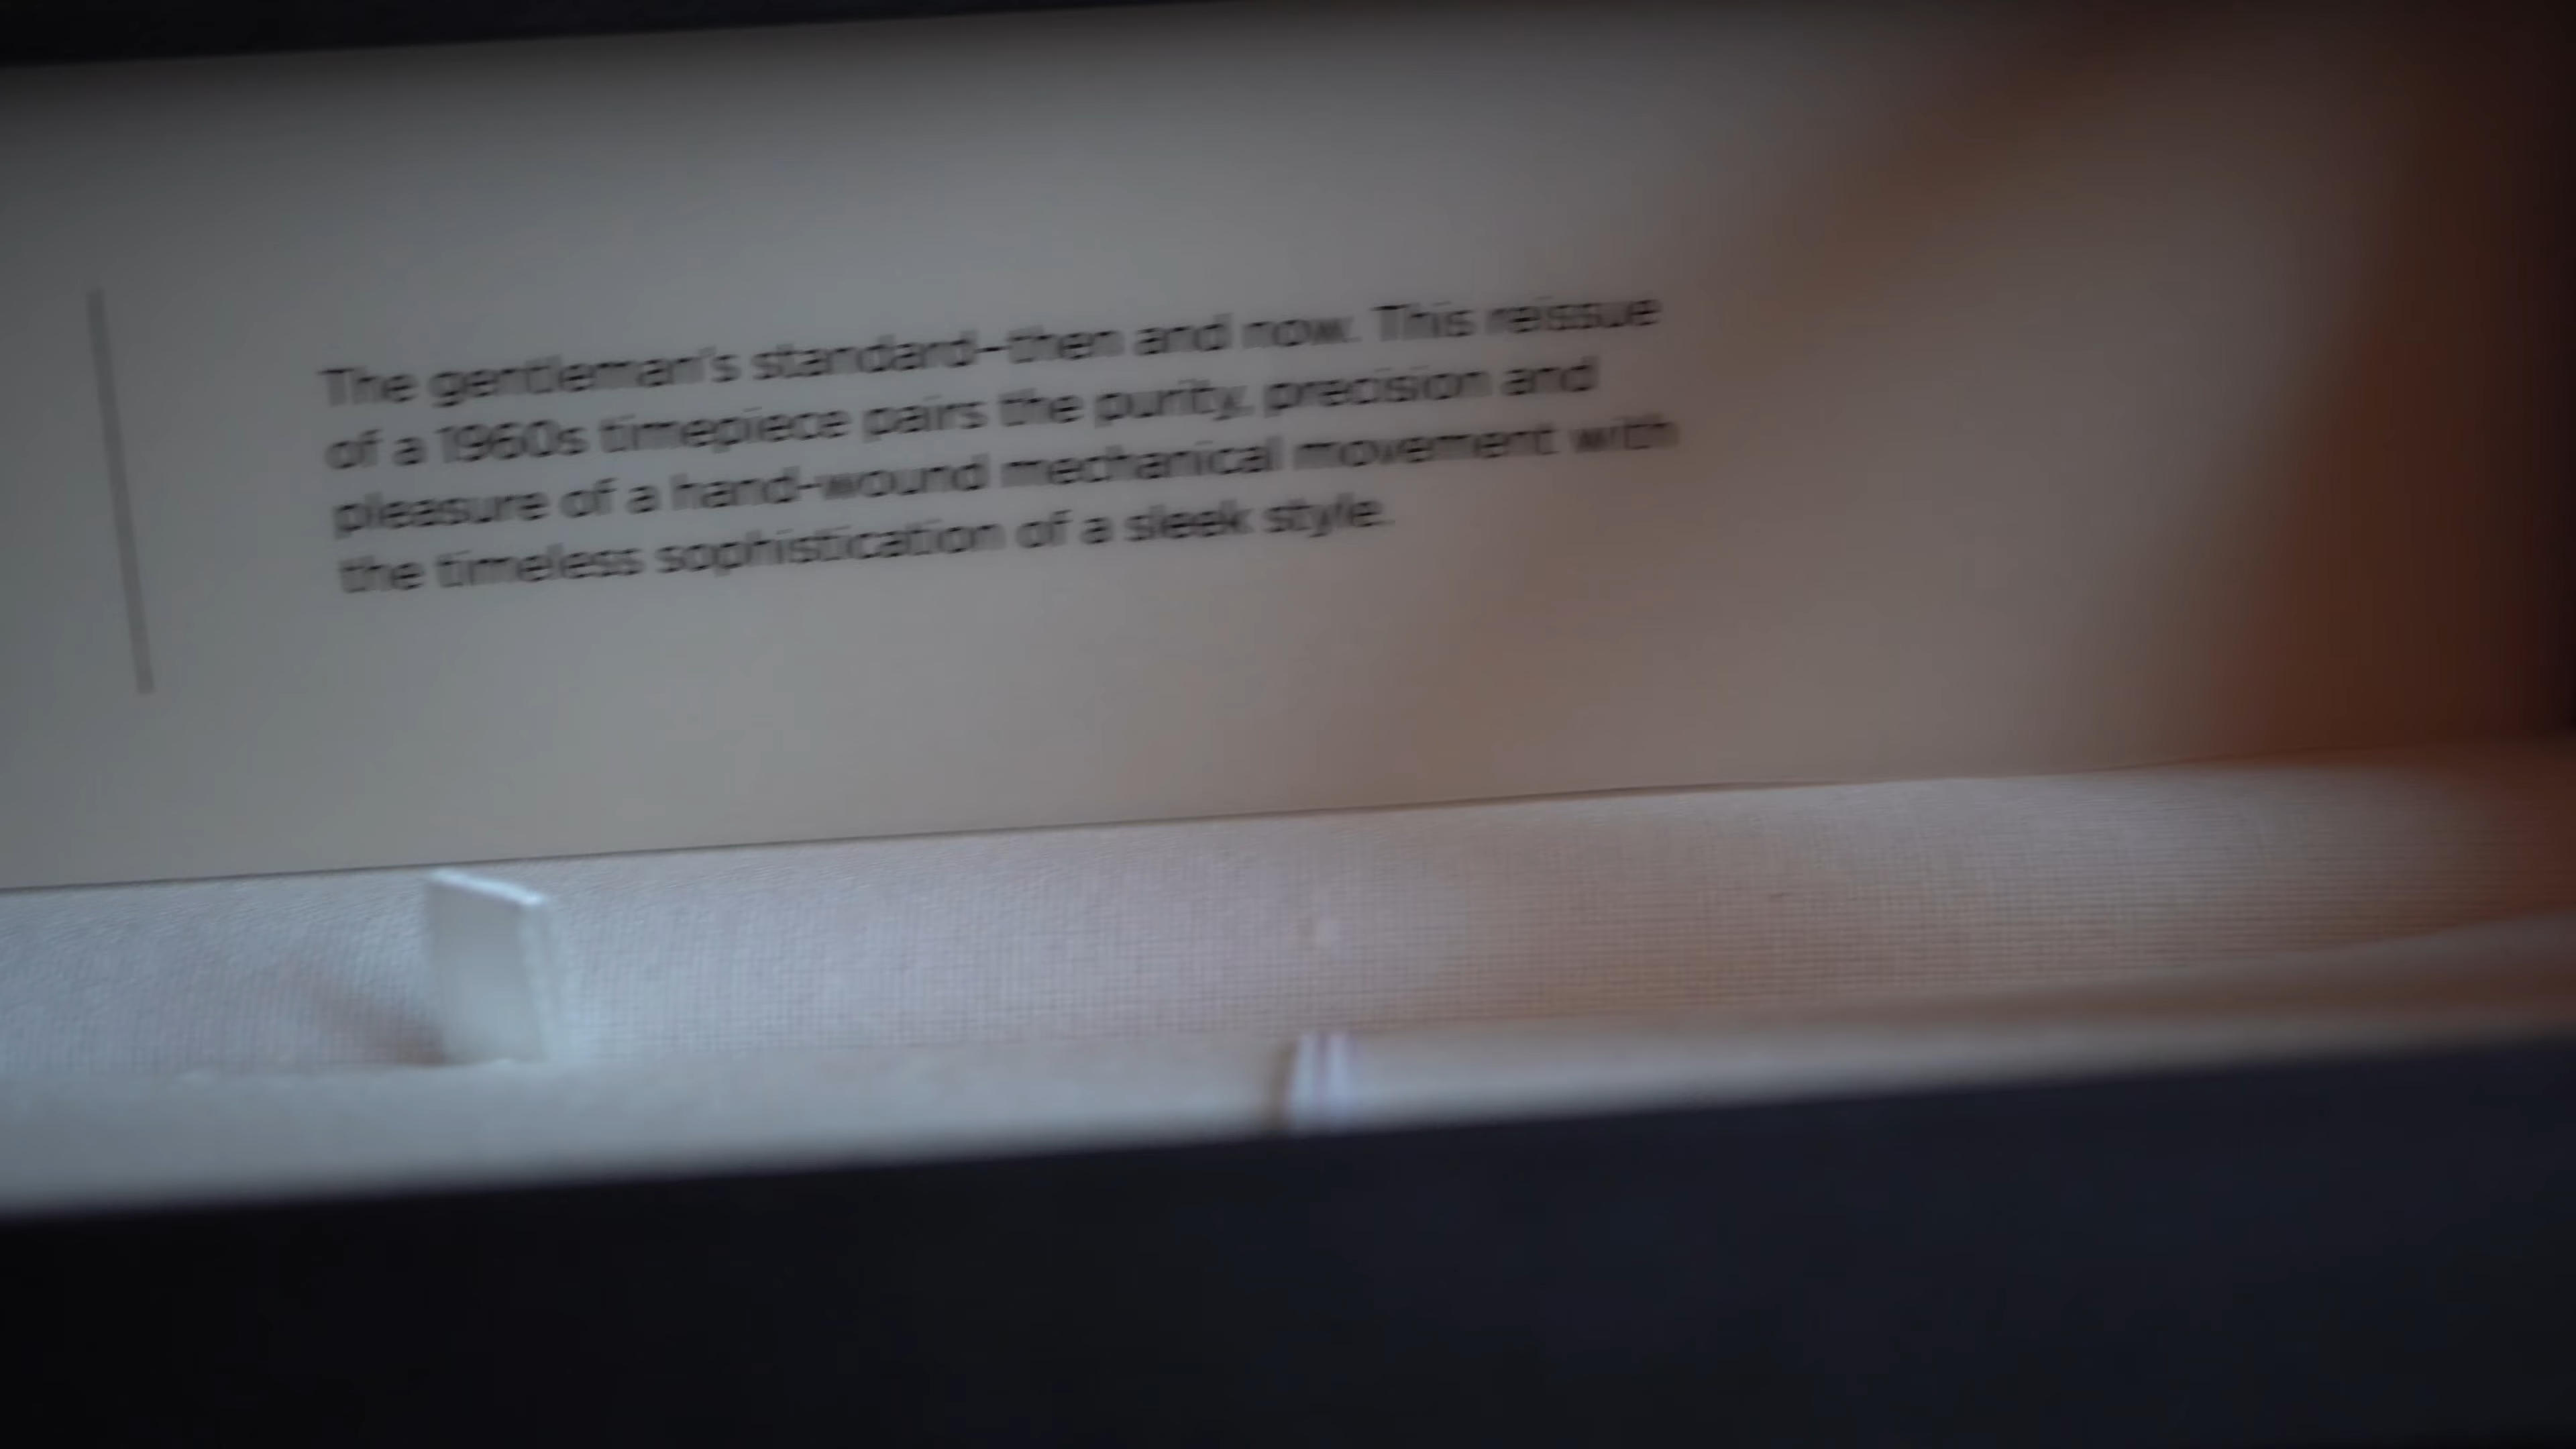 The gentleman's standard–then and now. This reissue
of a 1960s timepiece pairs the purity, precision and
pleasure of a hand-wound mechanical movement with
the timeless sophistication of a sleek style.